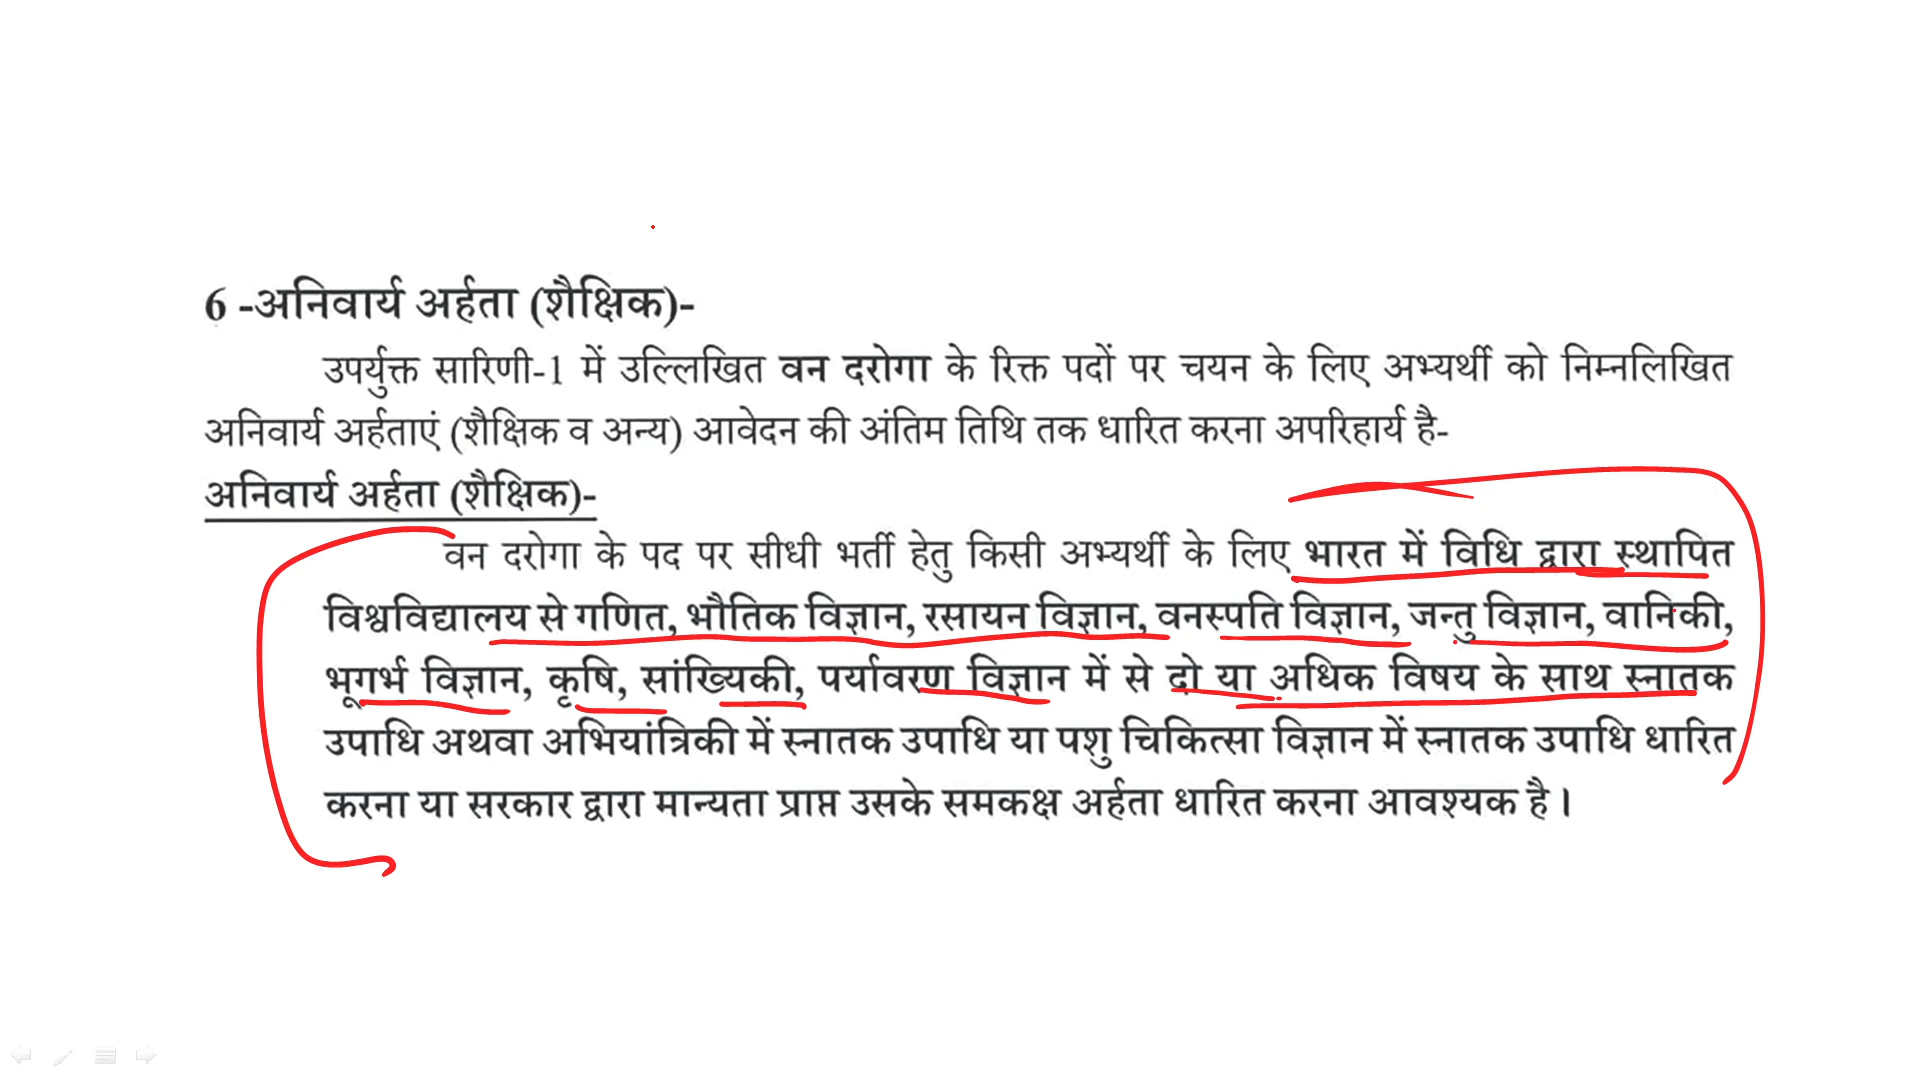 6 -अनिवार्य अर्हता (शैक्षिक)-
उपर्युक्त सारिणी-1 में उल्लिखित वन दरोगा के रिक्त पदों पर चयन के लिए अभ्यर्थी को निम्नलिखित
अनिवार्य अर्हताएं (शैक्षिक व अन्य) आवेदन की अंतिम तिथि तक धारित करना अपरिहार्य है-
अनिवार्य अर्हता (शैक्षिक)-
वन दरोगा के पद पर सीधी भर्ती हेतु किसी अभ्यर्थी के लिए भारत में विधि द्वारा स्थापित
विश्वविद्यालय से गणित, भौतिक विज्ञान, रसायन विज्ञान, वनस्पति विज्ञान, जन्तु विज्ञान, वानिकी,
भूगर्भ विज्ञान, कृषि, सांख्यिकी, पर्यावरण विज्ञान में से दो या अधिक विषय के साथ स्नातक
उपाधि अथवा अभियांत्रिकी में स्नातक उपाधि या पशु चिकित्सा विज्ञान में स्नातक उपाधि धारित
करना या सरकार द्वारा मान्यता प्राप्त उसके समकक्ष अर्हता धारित करना आवश्यक है।